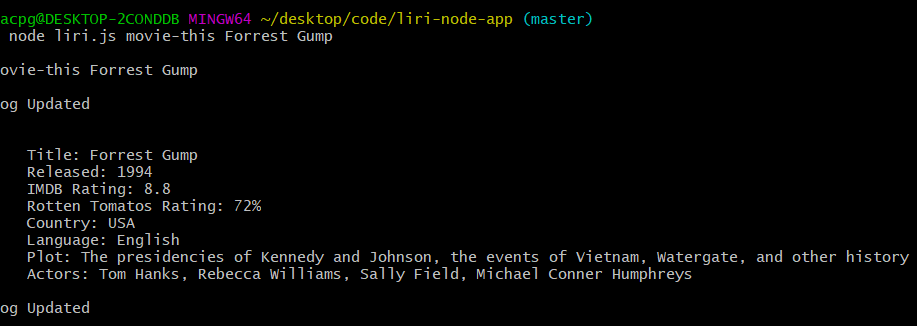 acpg@DESKTOP-2CONDDB MINGW64 ~/desktop/code/liri-node-app (master)
node liri.js movie-this Forrest Gump
ovie-this Forrest Gump
og Updated
Title: Forrest Gump
Released: 1994
IMDB Rating: 8.8
Rotten Tomatos Rating: 72%
Country: USA
Language: English
Plot: The presidencies of Kennedy and Johnson, the events of Vietnam, Watergate, and other history
Actors: Tom Hanks, Rebecca Williams, Sally Field, Michael Conner Humphreys
og Updated